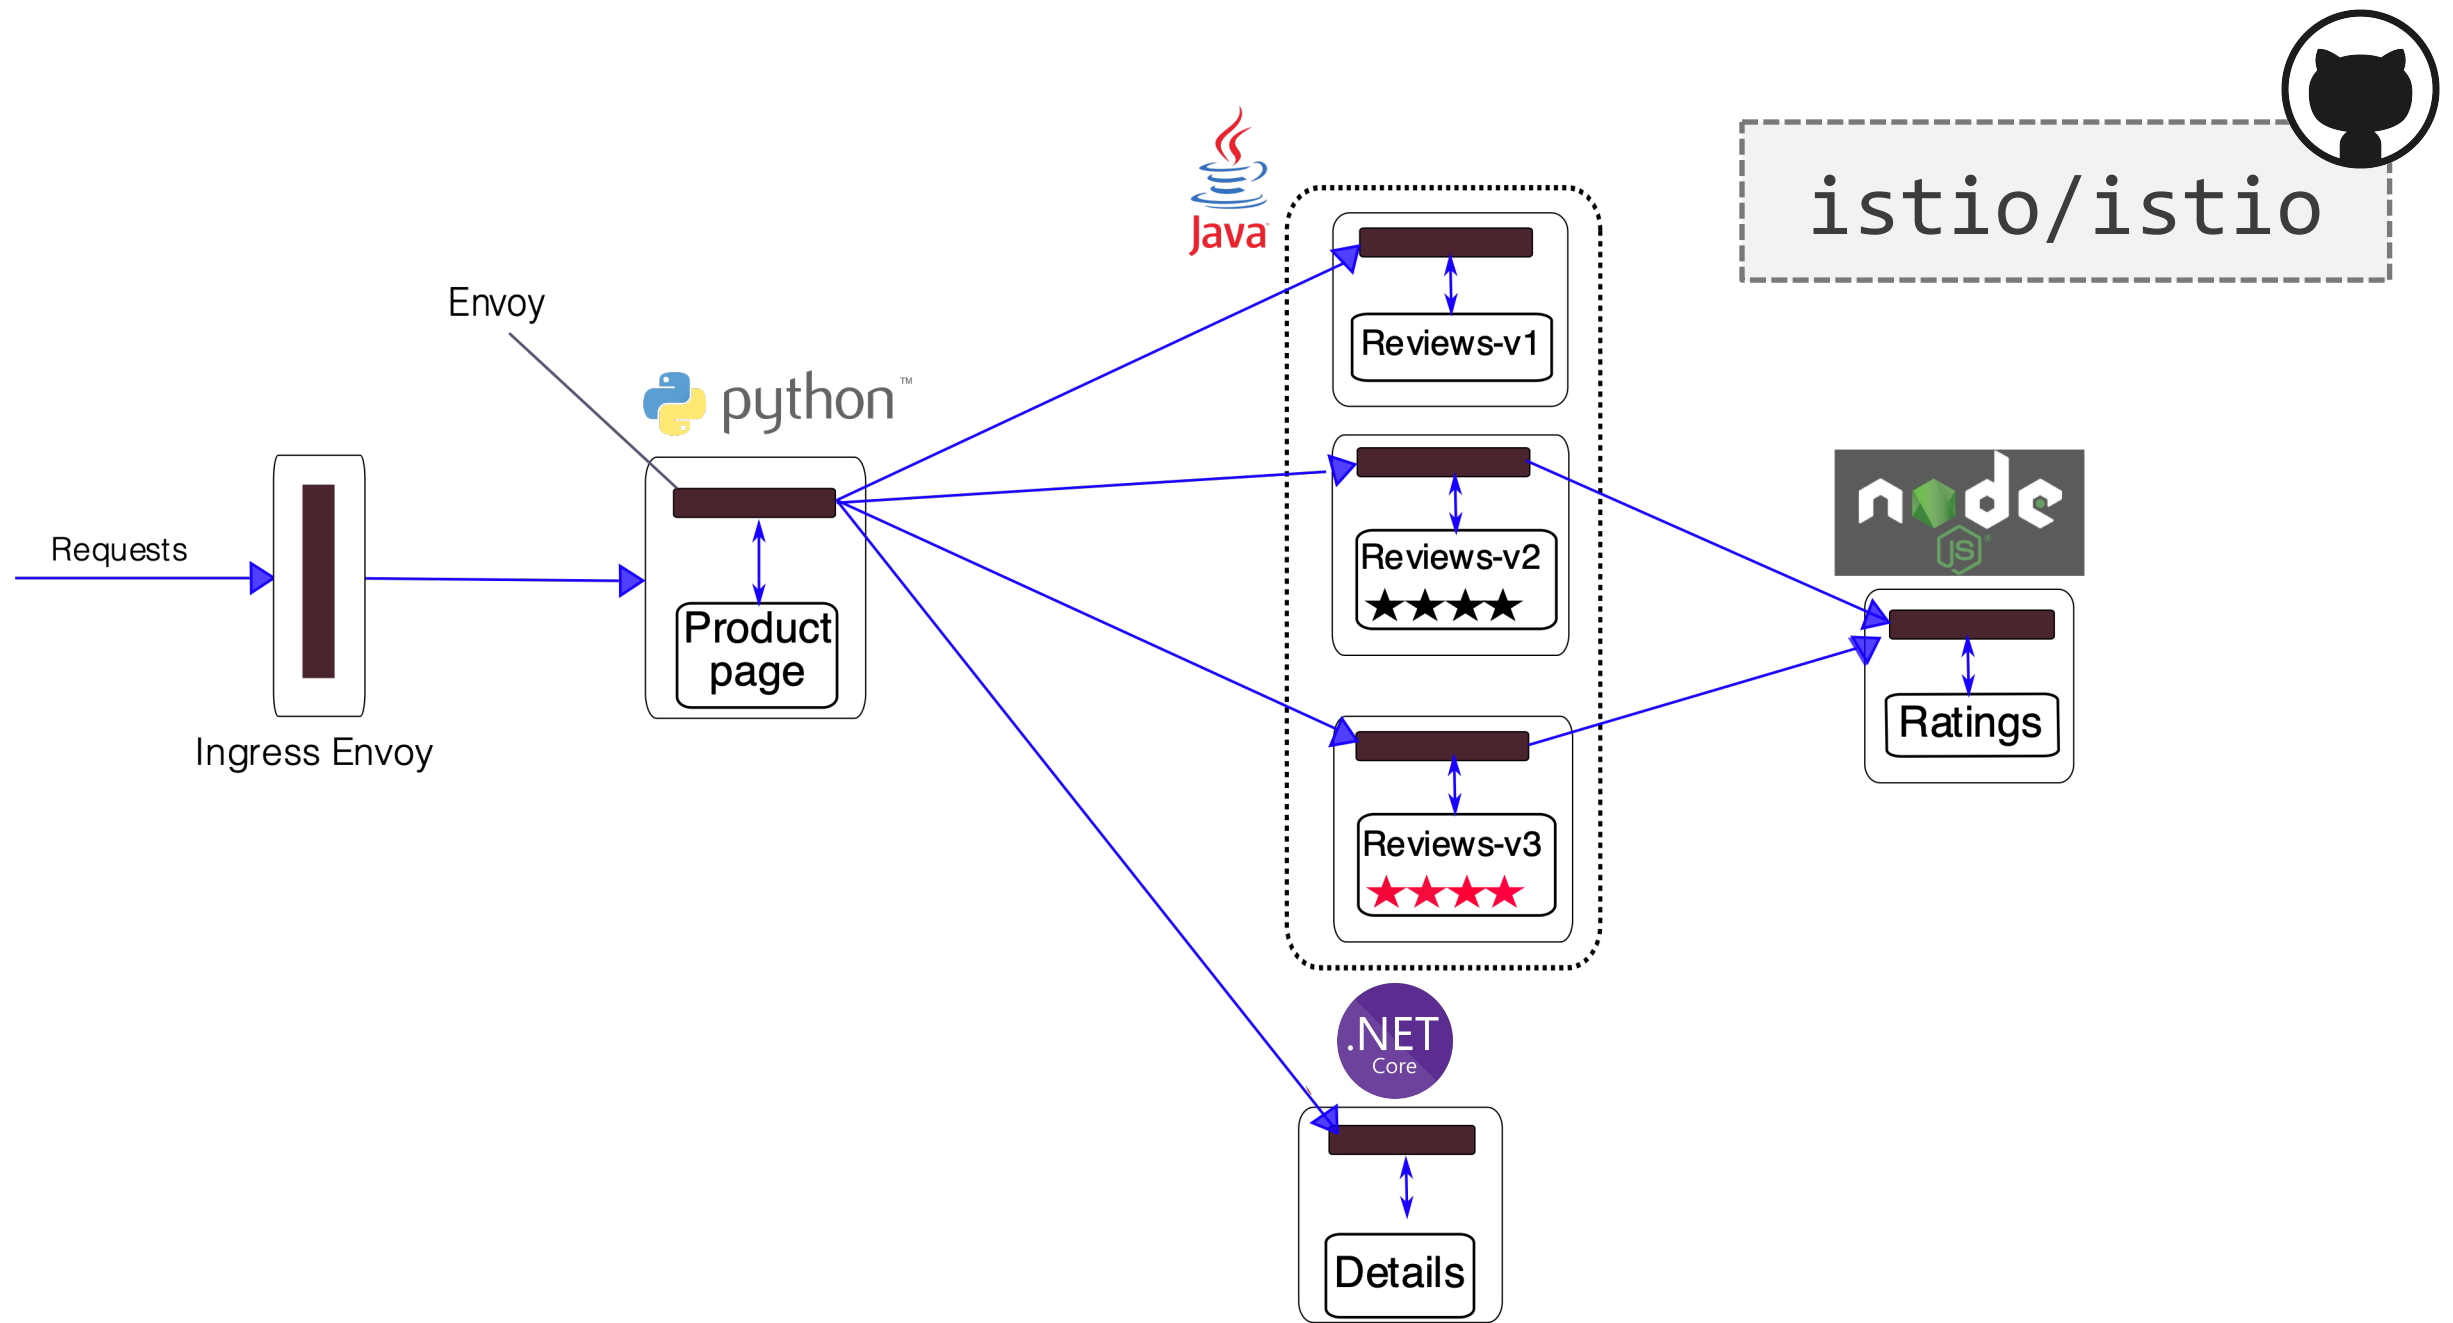 istio/istio
Java™
Envoy
python™
Reviews-v1
Requests
Reviews-v2
node
JS®
Product
page
Ratings
Ingress Envoy
Reviews-v3
.NET
Core
Details